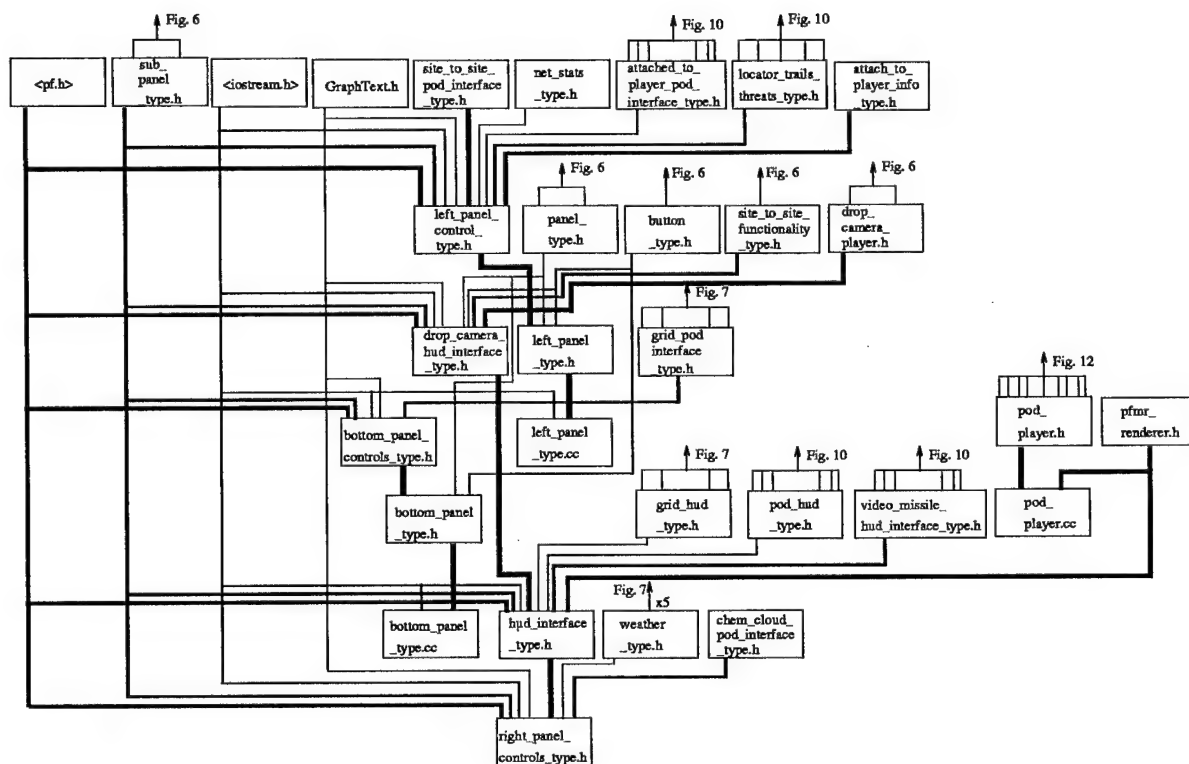 Fig. 6
Fig. 10
Fig. 10
<pf.h>
sub_
panel
_type.h
<iostream.h>
GraphText.h
site_to_site_
pod_interface
_type.h
net_stats
_type.h
attached_to_
player_pod_
interface_type.h
locator_trails_
threats_type.h
attach_to_
player_info
_type.h
Fig. 6
Fig. 6
Fig. 6
Fig. 6
left_panel_
control_
type.h
panel_
type.h
button
_type.h
site_to_site_
functionality
_type.h
drop_
camera_
player.h
Fig. 7
drop_camera_
hud_interface
_type.h
left_panel
_type.h
grid_pod
interface
_type.h
Fig. 12
bottom_panel_
controls_type.h
left_panel
_type.cc
pod_
player.h
pfmr_
renderer.h
Fig. 7
Fig. 10
Fig. 10
bottom_panel
_type.h
grid_hud
_type.h
pod_hud
_type.h
video_missile_
hud_interface_type.h
pod_
player.cc
Fig. 7
x5
bottom_panel
_type.cc
hud_interface
_type.h
weather
_type.h
chem_cloud_
pod_interface
_type.h
right_panel_
controls_type.h